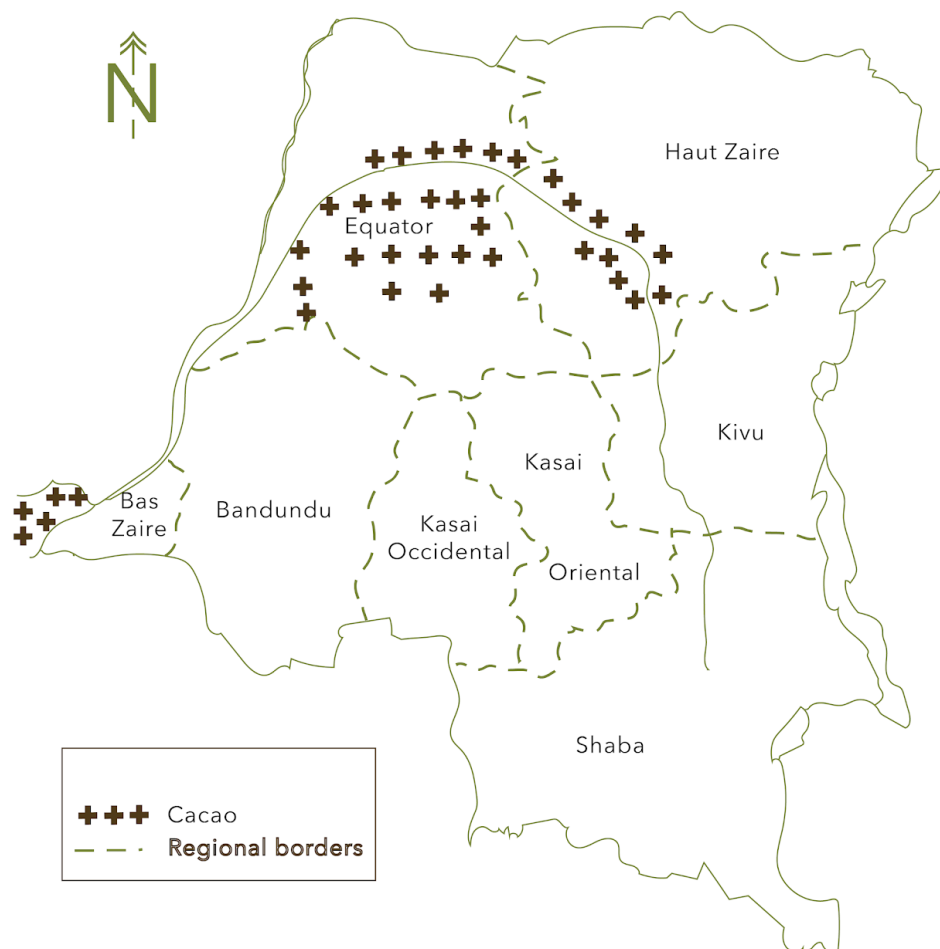 N
Haut Zaire
Equator
Kivu
Kasai
Bas
Zaire
Bandundu
Kasai
Occidental
Oriental
Shaba
Cacao
Regional borders